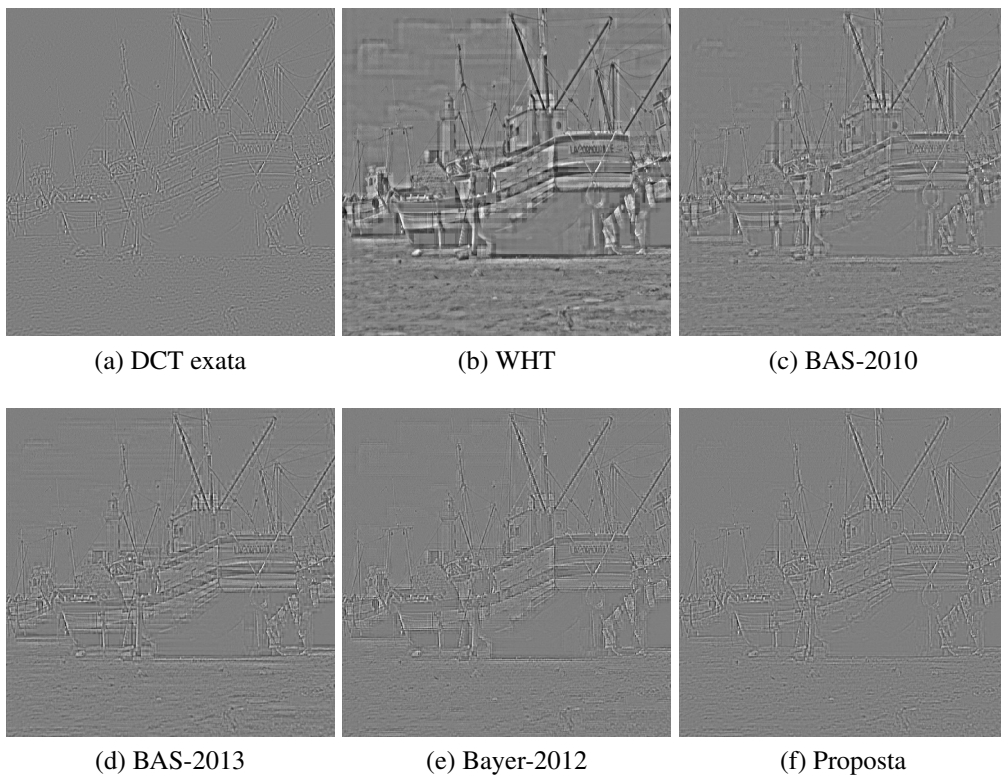 (a) DCT exata
(b) WHT
(c) BAS-2010
(d) BAS-2013
(e) Bayer-2012
(f) Proposta